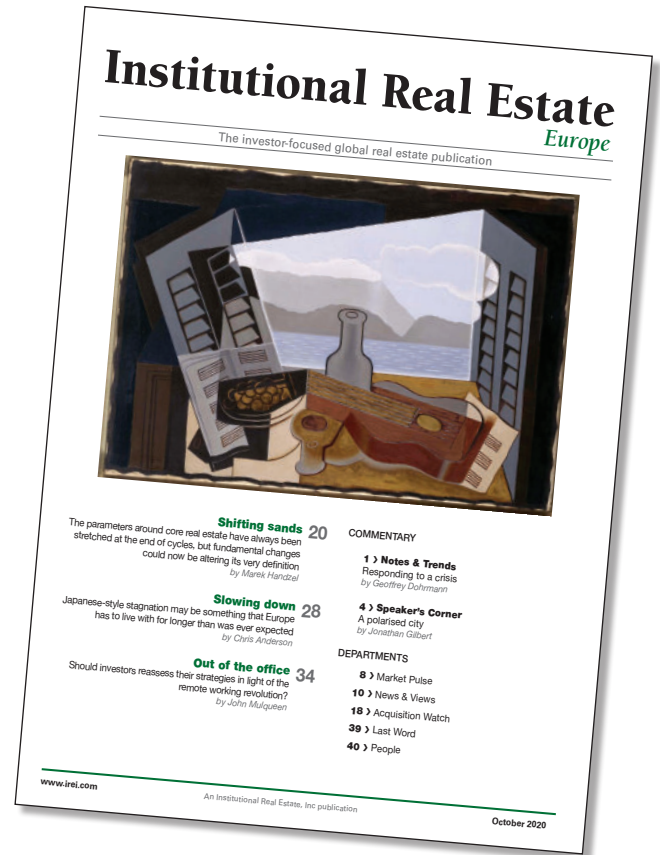 Institutional Real Estate
Europe
The investor-focused global real estate publication
Shifting sands 20
The parameters around core real estate have always been
stretched at the end of cycles, but fundamental changes
could now be altering its very definition
by Marek Handzel
Slowing down 28
Japanese-style stagnation may be something that Europe
has to live with for longer than was ever expected
by Chris Anderson
Out of the office 34
Should investors reassess their strategies in light of the
remote working revolution?
by John Mulqueen
COMMENTARY
1 ❯ Notes & Trends
Responding to a crisis
by Geoffrey Dohrmann
4 ❯ Speaker's Corner
A polarised city
by Jonathan Gilbert
DEPARTMENTS
8 ❯ Market Pulse
10 ❯ News & Views
18 ❯ Acquisition Watch
39 ❯ Last Word
40 ❯ People
www.irei.com
An Institutional Real Estate, Inc publication
October 2020